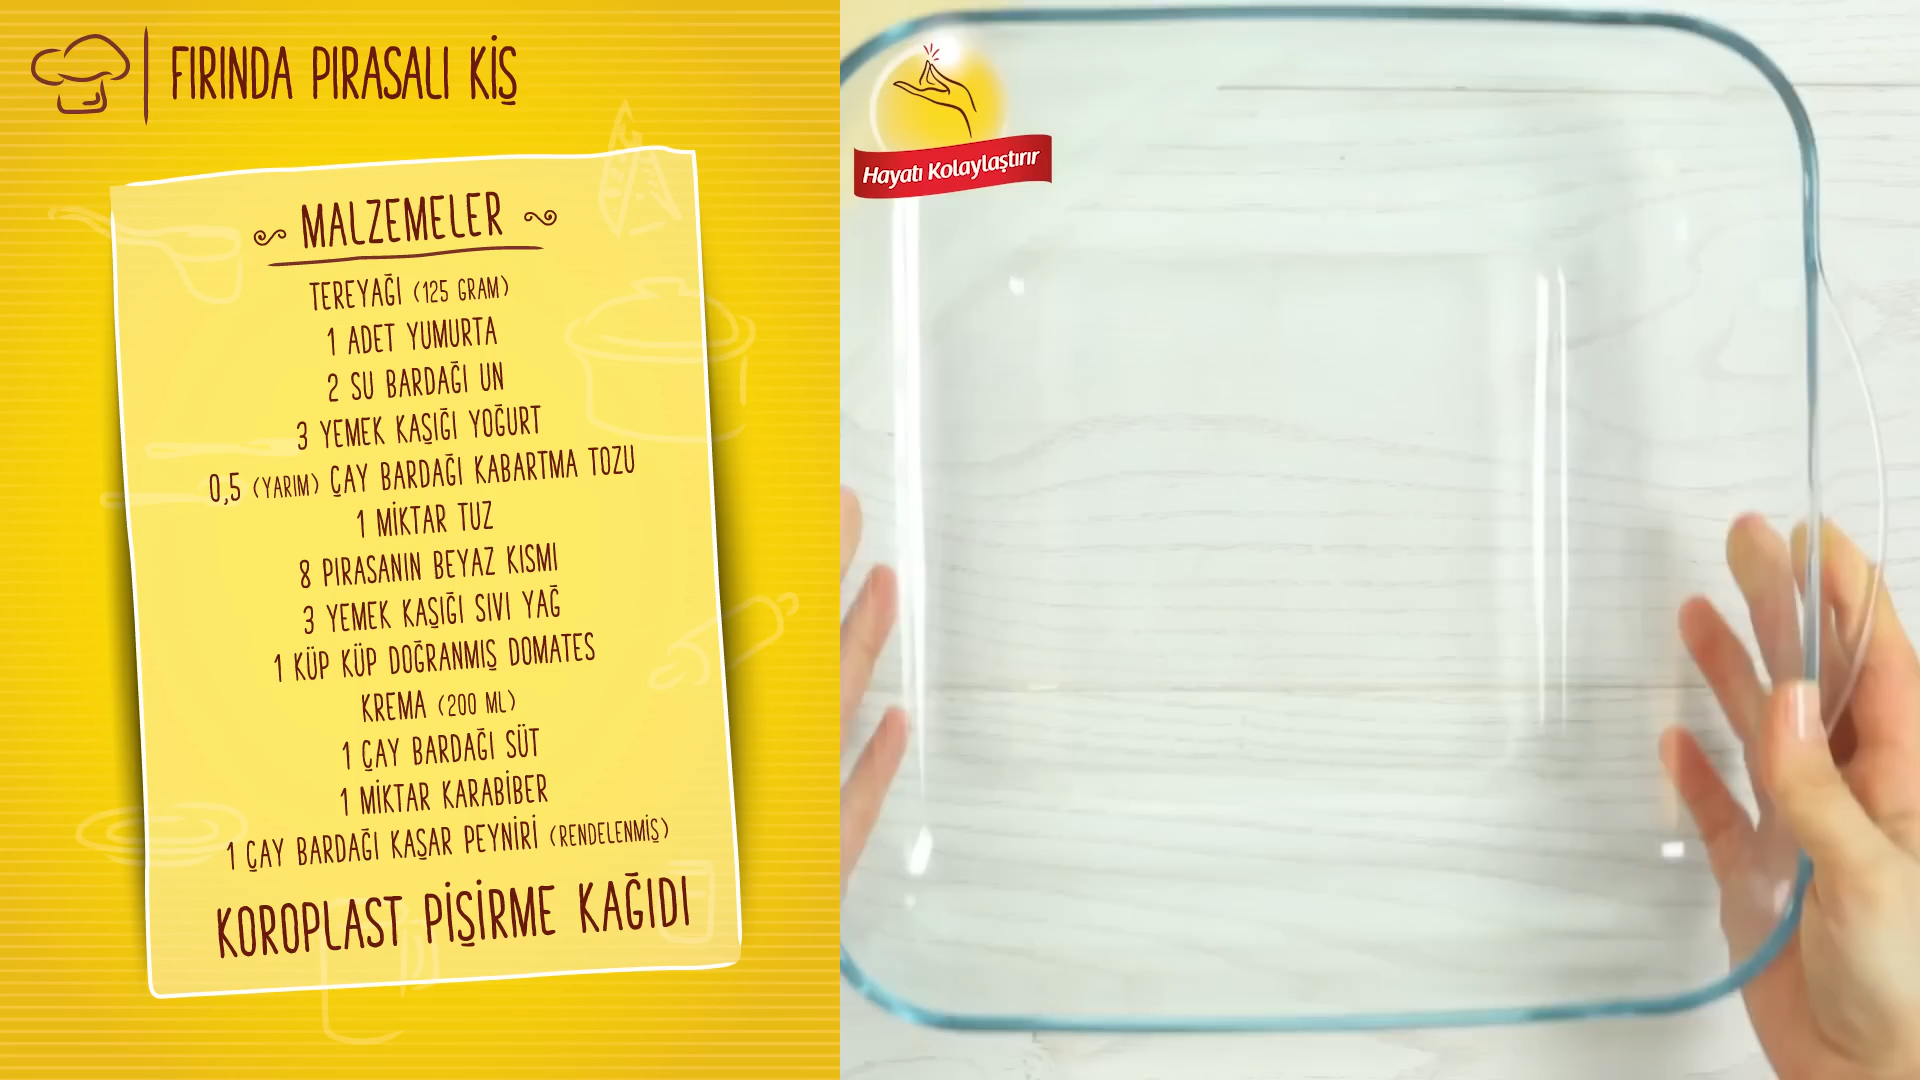 FIRINDA PIRASALI KİŞ
MALZEMELER
TEREYAĞI (125 GRAM)
1 ADET YUMURTA
2 SU BARDAĞI UN
3 YEMEK KAŞIĞI YOĞURT
0,5 (YARIM) ÇAY BARDAĞI KABARTMA TOZU
1 MİKTAR TUZ
8 PIRASANIN BEYAZ KISMI
3 YEMEK KAŞIĞI SIVI YAĞ
1 KÜP KÜP DOĞRANMIŞ DOMATES
KREMA (200 ML)
1 ÇAY BARDAĞI SÜT
1 MİKTAR KARABİBER
1 ÇAY BARDAĞI KAŞAR PEYNİRİ (RENDELENMİŞ)
KOROPLAST PİŞİRME KAĞIDI
Hayatı Kolaylaştırır